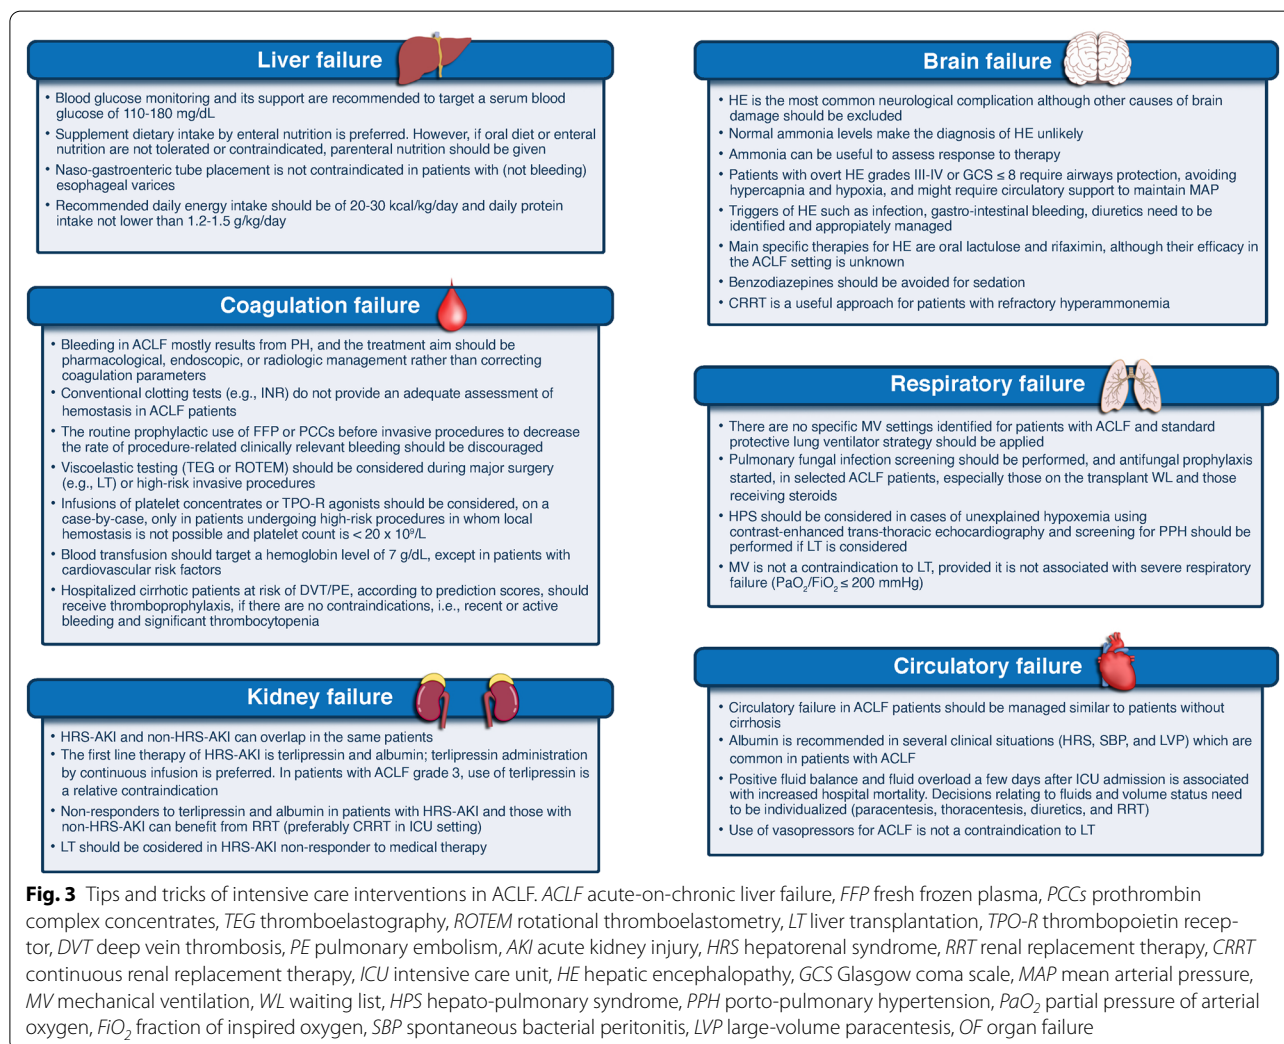 Liver failure
• Blood glucose monitoring and its support are recommended to target a serum blood
glucose of 110-180 mg/dL
• Supplement dietary intake by enteral nutrition is preferred. However, if oral diet or enteral
nutrition are not tolerated or contraindicated, parenteral nutrition should be given
• Naso-gastroenteric tube placement is not contraindicated in patients with (not bleeding)
esophageal varices
• Recommended daily energy intake should be of 20-30 kcal/kg/day and daily protein
intake not lower than 1.2-1.5 g/kg/day
Coagulation failure
• Bleeding in ACLF mostly results from PH, and the treatment aim should be
pharmacological, endoscopic, or radiologic management rather than correcting
coagulation parameters
• Conventional clotting tests (e.g., INR) do not provide an adequate assessment of
hemostasis in ACLF patients
• The routine prophylactic use of FFP or PCCs before invasive procedures to decrease
the rate of procedure-related clinically relevant bleeding should be discouraged
• Viscoelastic testing (TEG or ROTEM) should be considered during major surgery
(e.g., LT) or high-risk invasive procedures
• Infusions of platelet concentrates or TPO-R agonists should be considered, on a
case-by-case, only in patients undergoing high-risk procedures in whom local
hemostasis is not possible and platelet count is < 20 x 10⁹/L
• Blood transfusion should target a hemoglobin level of 7 g/dL, except in patients with
cardiovascular risk factors
• Hospitalized cirrhotic patients at risk of DVT/PE, according to prediction scores, should
receive thromboprophylaxis, if there are no contraindications, i.e., recent or active
bleeding and significant thrombocytopenia
Kidney failure
• HRS-AKI and non-HRS-AKI can overlap in the same patients
• The first line therapy of HRS-AKI is terlipressin and albumin; terlipressin administration
by continuous infusion is preferred. In patients with ACLF grade 3, use of terlipressin is
a relative contraindication
• Non-responders to terlipressin and albumin in patients with HRS-AKI and those with
non-HRS-AKI can benefit from RRT (preferably CRRT in ICU setting)
• LT should be cosidered in HRS-AKI non-responder to medical therapy
Brain failure
• HE is the most common neurological complication although other causes of brain
damage should be excluded
• Normal ammonia levels make the diagnosis of HE unlikely
• Ammonia can be useful to assess response to therapy
• Patients with overt HE grades III-IV or GCS ≤ 8 require airways protection, avoiding
hypercapnia and hypoxia, and might require circulatory support to maintain MAP
• Triggers of HE such as infection, gastro-intestinal bleeding, diuretics need to be
identified and appropiately managed
• Main specific therapies for HE are oral lactulose and rifaximin, although their efficacy in
the ACLF setting is unknown
• Benzodiazepines should be avoided for sedation
• CRRT is a useful approach for patients with refractory hyperammonemia
Respiratory failure
• There are no specific MV settings identified for patients with ACLF and standard
protective lung ventilator strategy should be applied
• Pulmonary fungal infection screening should be performed, and antifungal prophylaxis
started, in selected ACLF patients, especially those on the transplant WL and those
receiving steroids
• HPS should be considered in cases of unexplained hypoxemia using
contrast-enhanced trans-thoracic echocardiography and screening for PPH should be
performed if LT is considered
• MV is not a contraindication to LT, provided it is not associated with severe respiratory
failure (PaO₂/FiO₂ ≤ 200 mmHg)
Circulatory failure
• Circulatory failure in ACLF patients should be managed similar to patients without
cirrhosis
• Albumin is recommended in several clinical situations (HRS, SBP, and LVP) which are
common in patients with ACLF
• Positive fluid balance and fluid overload a few days after ICU admission is associated
with increased hospital mortality. Decisions relating to fluids and volume status need
to be individualized (paracentesis, thoracentesis, diuretics, and RRT)
• Use of vasopressors for ACLF is not a contraindication to LT
Fig. 3 Tips and tricks of intensive care interventions in ACLF. ACLF acute-on-chronic liver failure, FFP fresh frozen plasma, PCCs prothrombin
complex concentrates, TEG thromboelastography, ROTEM rotational thromboelastometry, LT liver transplantation, TPO-R thrombopoietin recep-
tor, DVT deep vein thrombosis, PE pulmonary embolism, AKI acute kidney injury, HRS hepatorenal syndrome, RRT renal replacement therapy, CRRT
continuous renal replacement therapy, ICU intensive care unit, HE hepatic encephalopathy, GCS Glasgow coma scale, MAP mean arterial pressure,
MV mechanical ventilation, WL waiting list, HPS hepato-pulmonary syndrome, PPH porto-pulmonary hypertension, PaO₂ partial pressure of arterial
oxygen, FiO₂ fraction of inspired oxygen, SBP spontaneous bacterial peritonitis, LVP large-volume paracentesis, OF organ failure